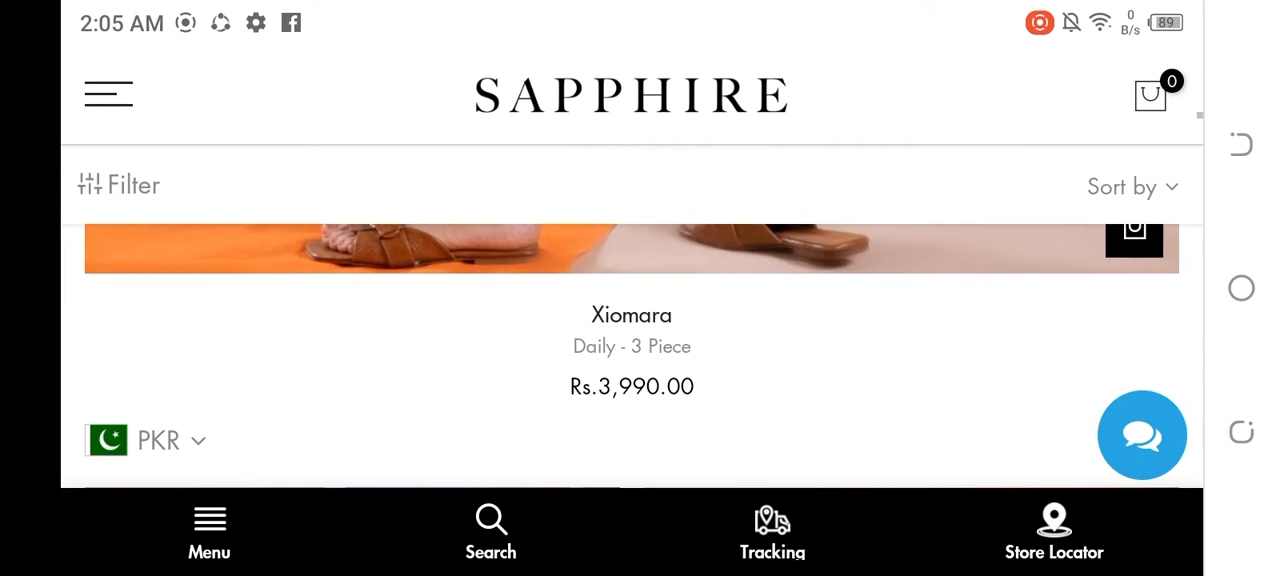 2:05 AM
0
B/s
89
SAPPHIRE
0
Filter
Sort by
Xiomara
Daily - 3 Piece
Rs.3,990.00
PKR
Menu
Search
Tracking
Store Locator